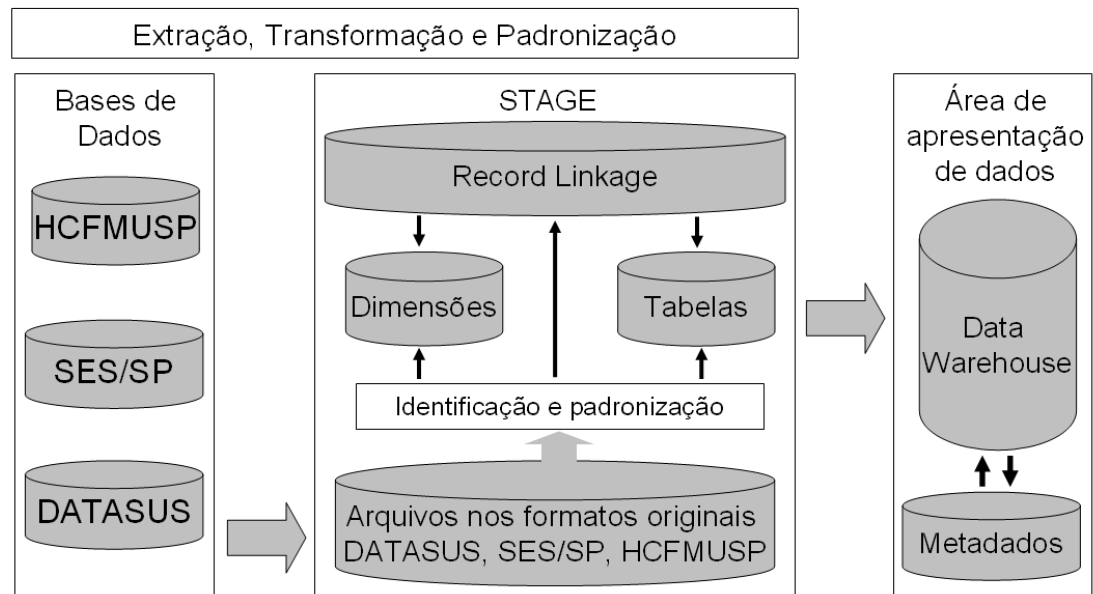 Extração, Transformação e Padronização
Bases de
Dados
HCFMUSP
SES/SP
DATASUS
STAGE
Record Linkage
Dimensões
Tabelas
Identificação e padronização
Arquivos nos formatos originais
DATASUS, SES/SP, HCFMUSP
Área de
apresentação
de dados
Data
Warehouse
Metadados